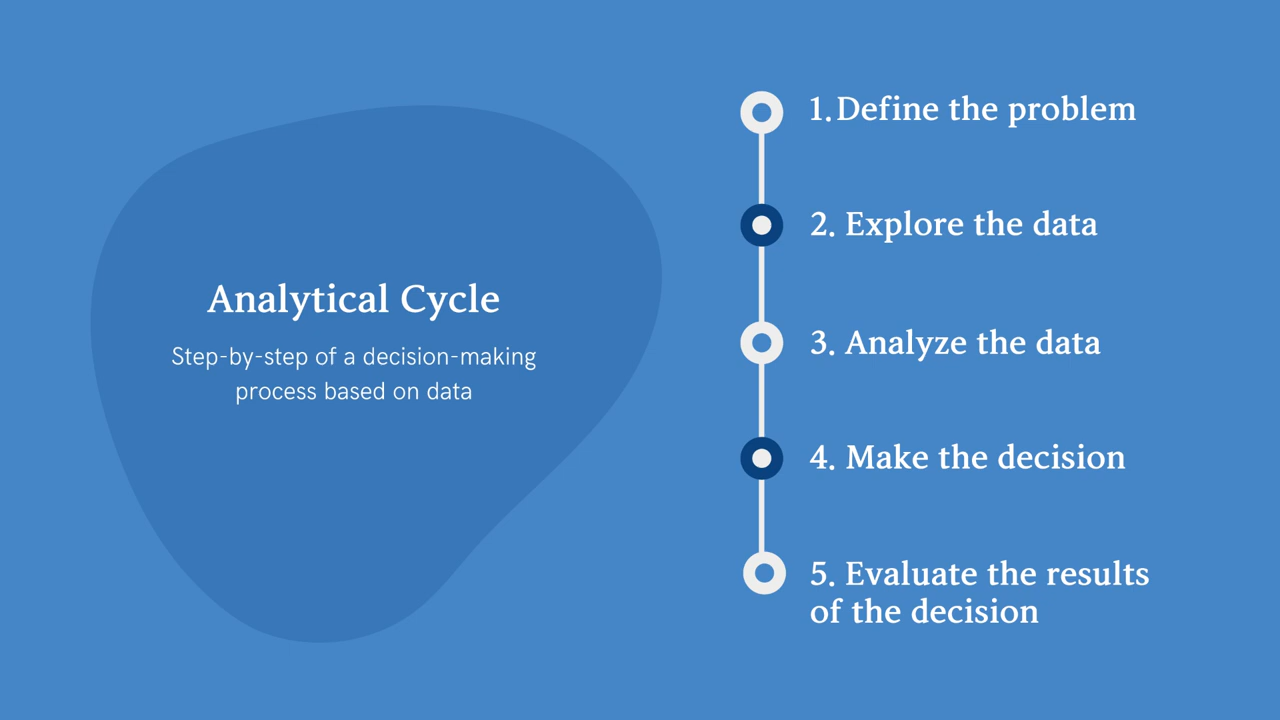 Analytical Cycle
Step-by-step of a decision-making
process based on data
1. Define the problem
2. Explore the data
3. Analyze the data
4. Make the decision
5. Evaluate the results
of the decision